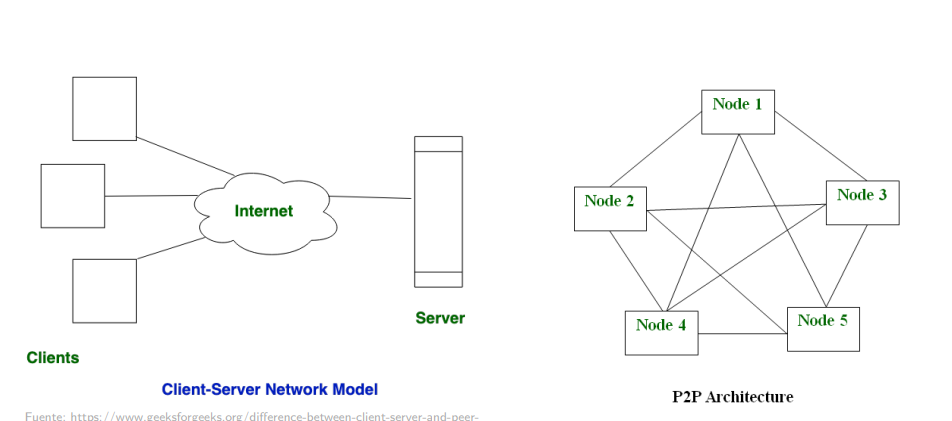 Internet
Server
Clients
Client-Server Network Model
Fuente: https://www.geeksforgeeks.org/difference-between-client-server-and-peer-
Node 1
Node 2
Node 3
Node 4
Node 5
P2P Architecture